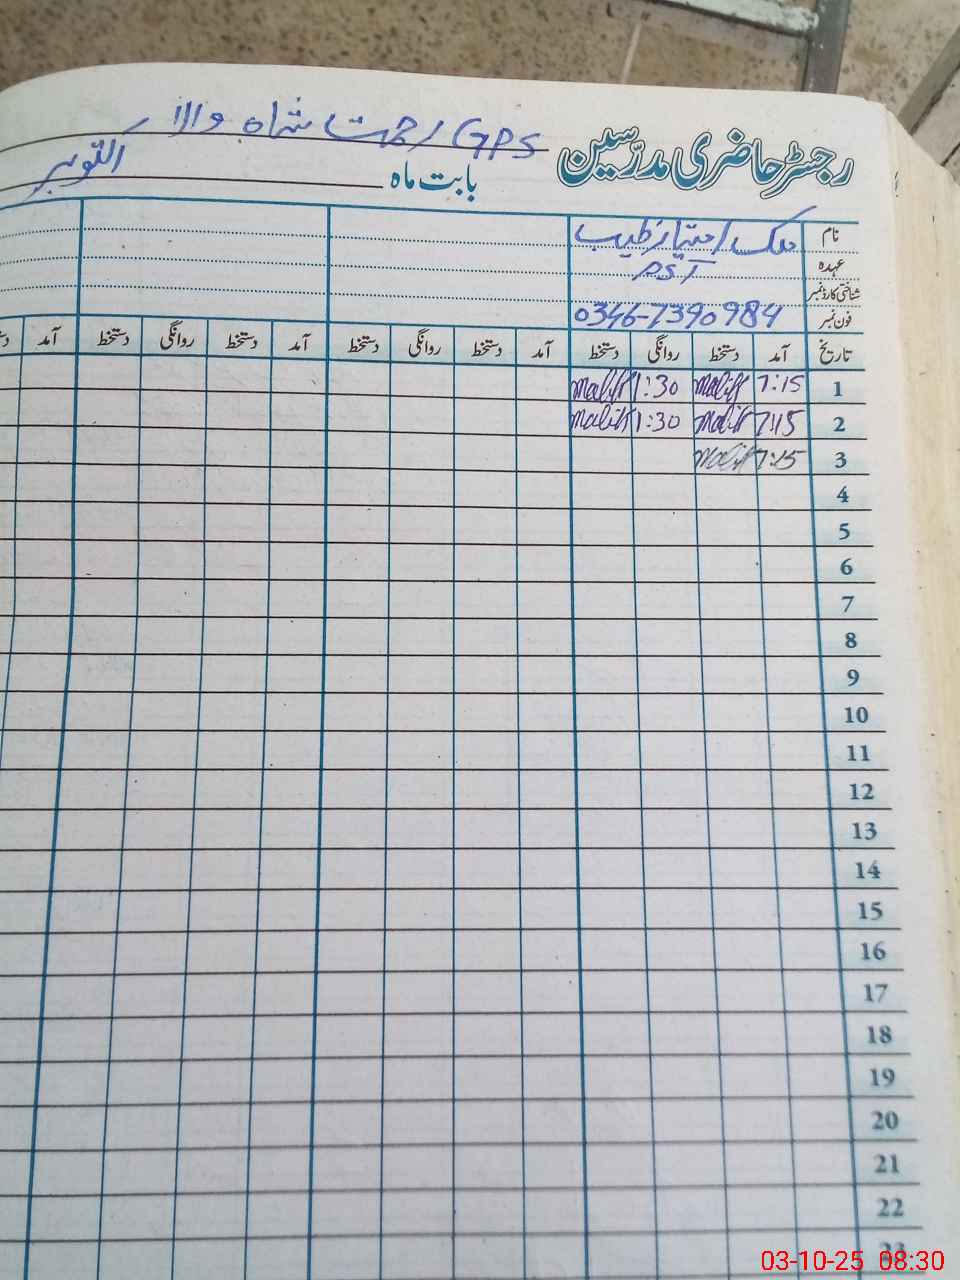 GPS رحمت شاہ والا
رجسٹر حاضری مدرسین
بابت ماہ اکتوبر
نام ملک امتیاز طیب
عہدہ PST
شناختی کارڈ نمبر
فون نمبر 0346-7390984
تاریخ آمد دستخط روانگی دستخط آمد دستخط روانگی دستخط آمد دستخط روانگی دستخط آمد
1 7:15 Malik 1:30 Malik
2 7:15 Malik 1:30 Malik
3 7:15 Malik
4
5
6
7
8
9
10
11
12
13
14
15
16
17
18
19
20
21
22
23
03-10-25 08:30